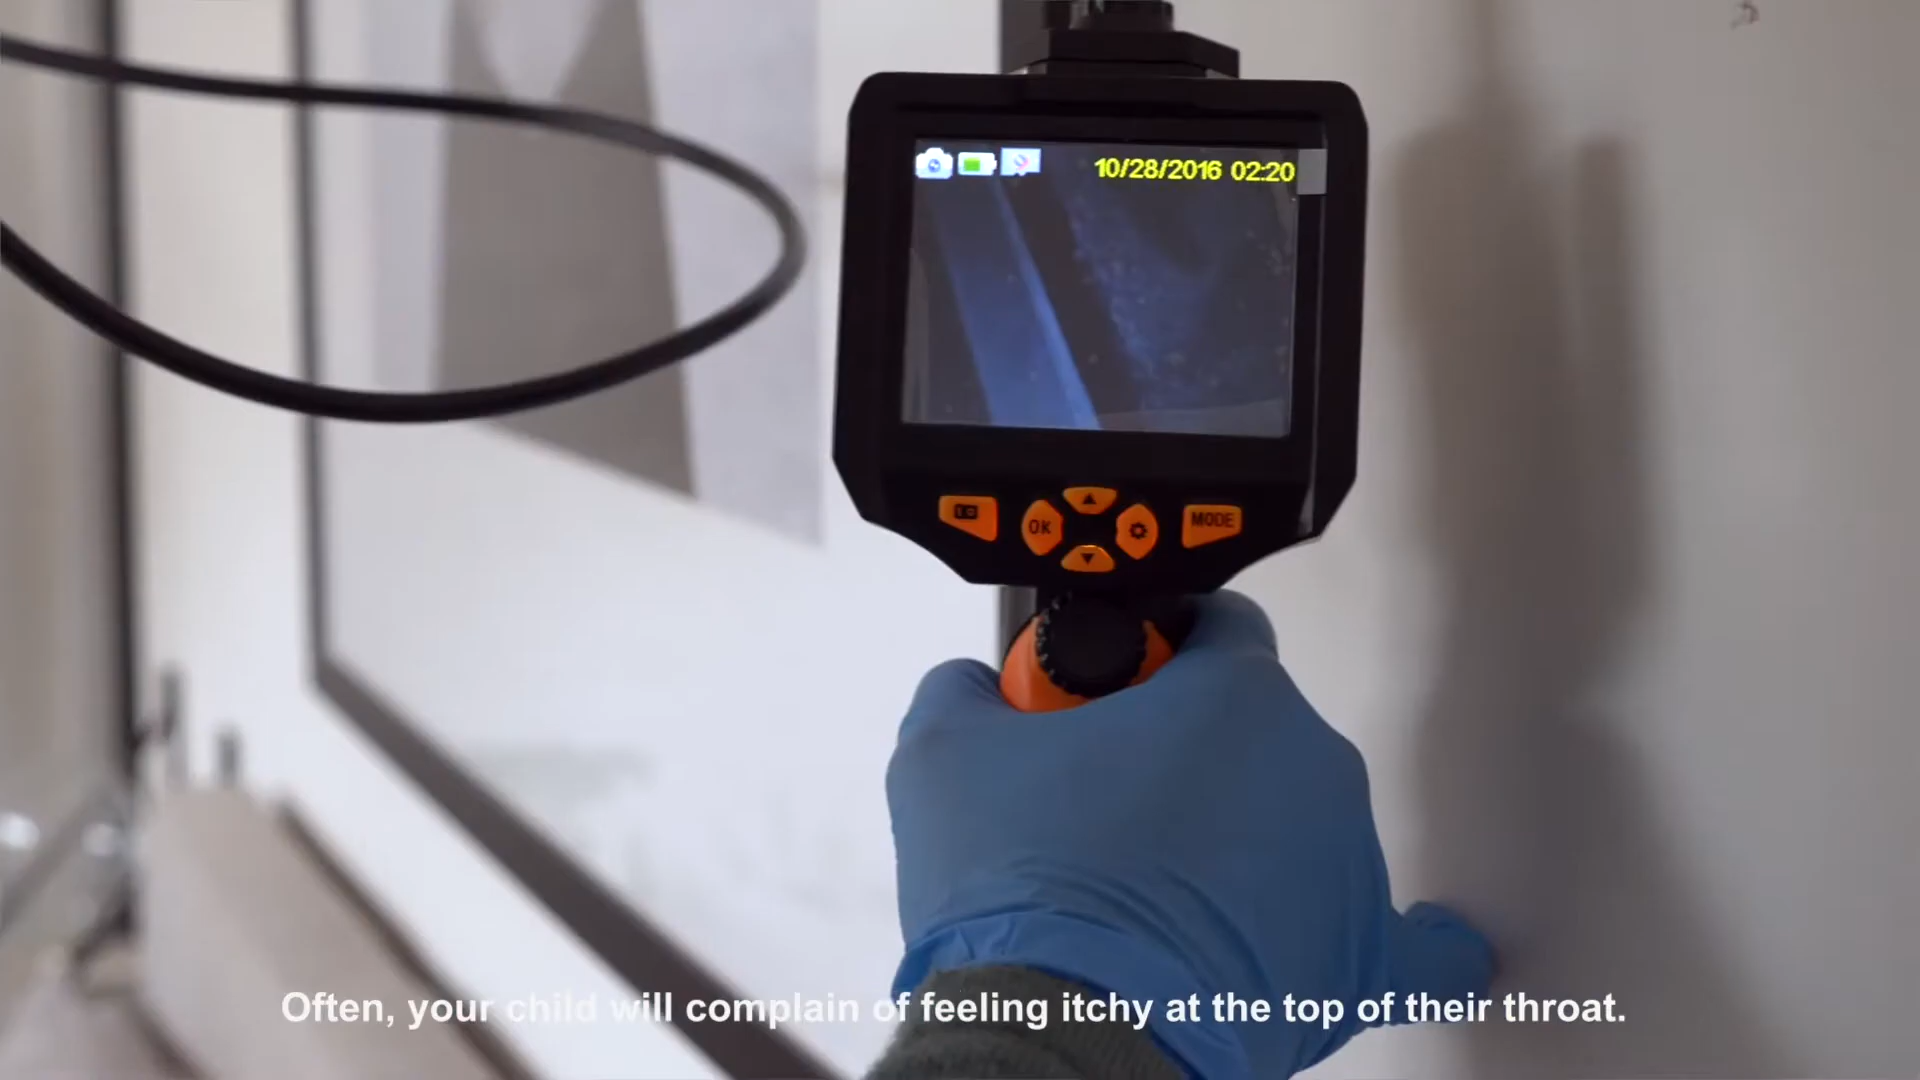 10/28/2016 02:20
OK
MODE
Often, your child will complain of feeling itchy at the top of their throat.